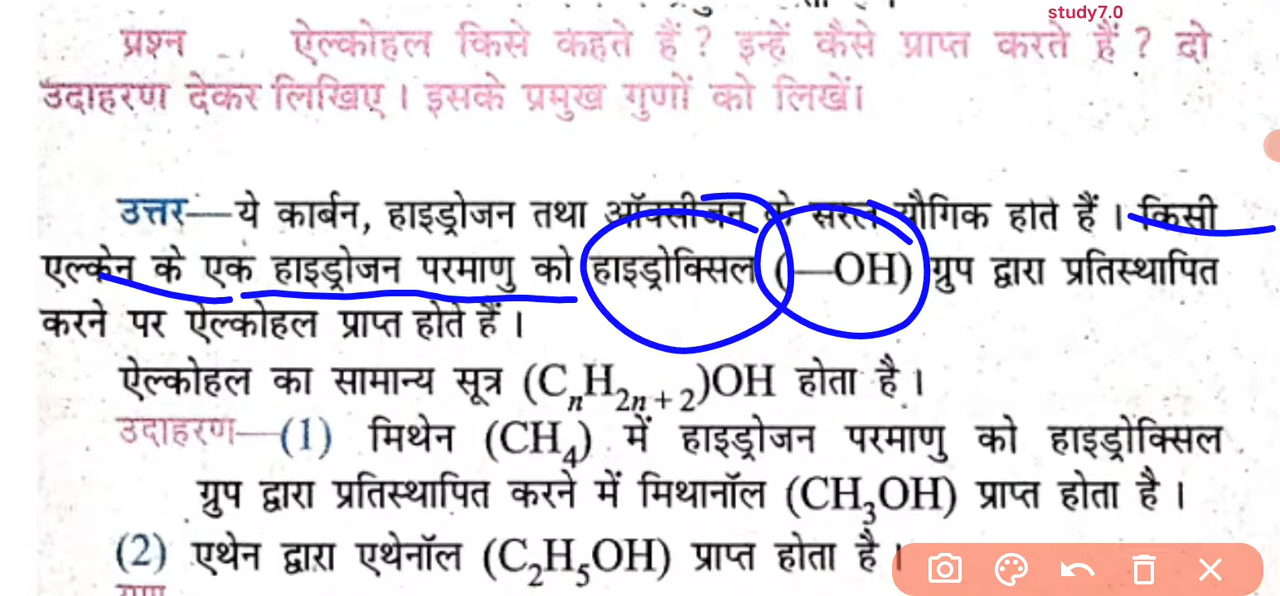 study7.0
प्रश्न ऐल्कोहल किसे कहते हैं ? इन्हें कैसे प्राप्त करते हैं ? दो
उदाहरण देकर लिखिए । इसके प्रमुख गुणों को लिखें।
उत्तर—ये कार्बन, हाइड्रोजन तथा ऑक्सीजन के सरल यौगिक होते हैं । किसी
एल्केन के एक हाइड्रोजन परमाणु को हाइड्रोक्सिल (—OH) ग्रुप द्वारा प्रतिस्थापित
करने पर ऐल्कोहल प्राप्त होते हैं ।
ऐल्कोहल का सामान्य सूत्र (CₙH₂ₙ₊₂)OH होता है ।
उदाहरण—(1) मिथेन (CH₄) में हाइड्रोजन परमाणु को हाइड्रोक्सिल
ग्रुप द्वारा प्रतिस्थापित करने में मिथानॉल (CH₃OH) प्राप्त होता है ।
(2) एथेन द्वारा एथेनॉल (C₂H₅OH) प्राप्त होता है ।